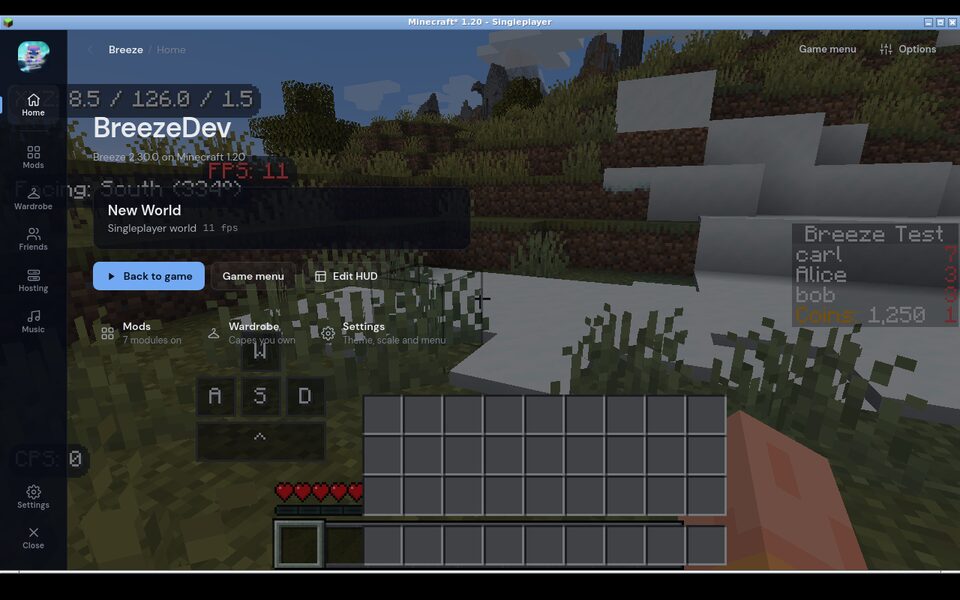 Minecraft* 1.20 - Singleplayer
Breeze / Home
Game menu
Options
8.5 / 126.0 / 1.5
Home
BreezeDev
Breeze 2.30.0 on Minecraft 1.20
FPS: 11
Mods
Facing: South (334°)
Wardrobe
New World
Singleplayer world 11 fps
Friends
Breeze Test
carl 7
Alice 3
bob 3
Coins: 1,250 1
Back to game
Game menu
Edit HUD
Hosting
Music
Mods
7 modules on
Wardrobe
Capes you own
Settings
Theme, scale and menu
W
A S D
^
CPS: 0
Settings
Close